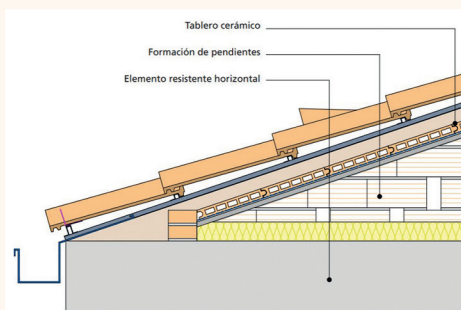 Tablero cerámico
Formación de pendientes
Elemento resistente horizontal